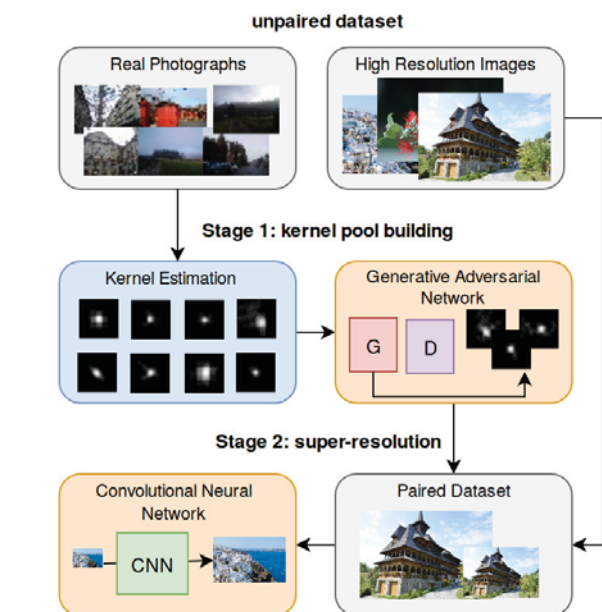 unpaired dataset
Real Photographs
High Resolution Images
Stage 1: kernel pool building
Kernel Estimation
Generative Adversarial
Network
G
D
Stage 2: super-resolution
Convolutional Neural
Network
CNN
Paired Dataset